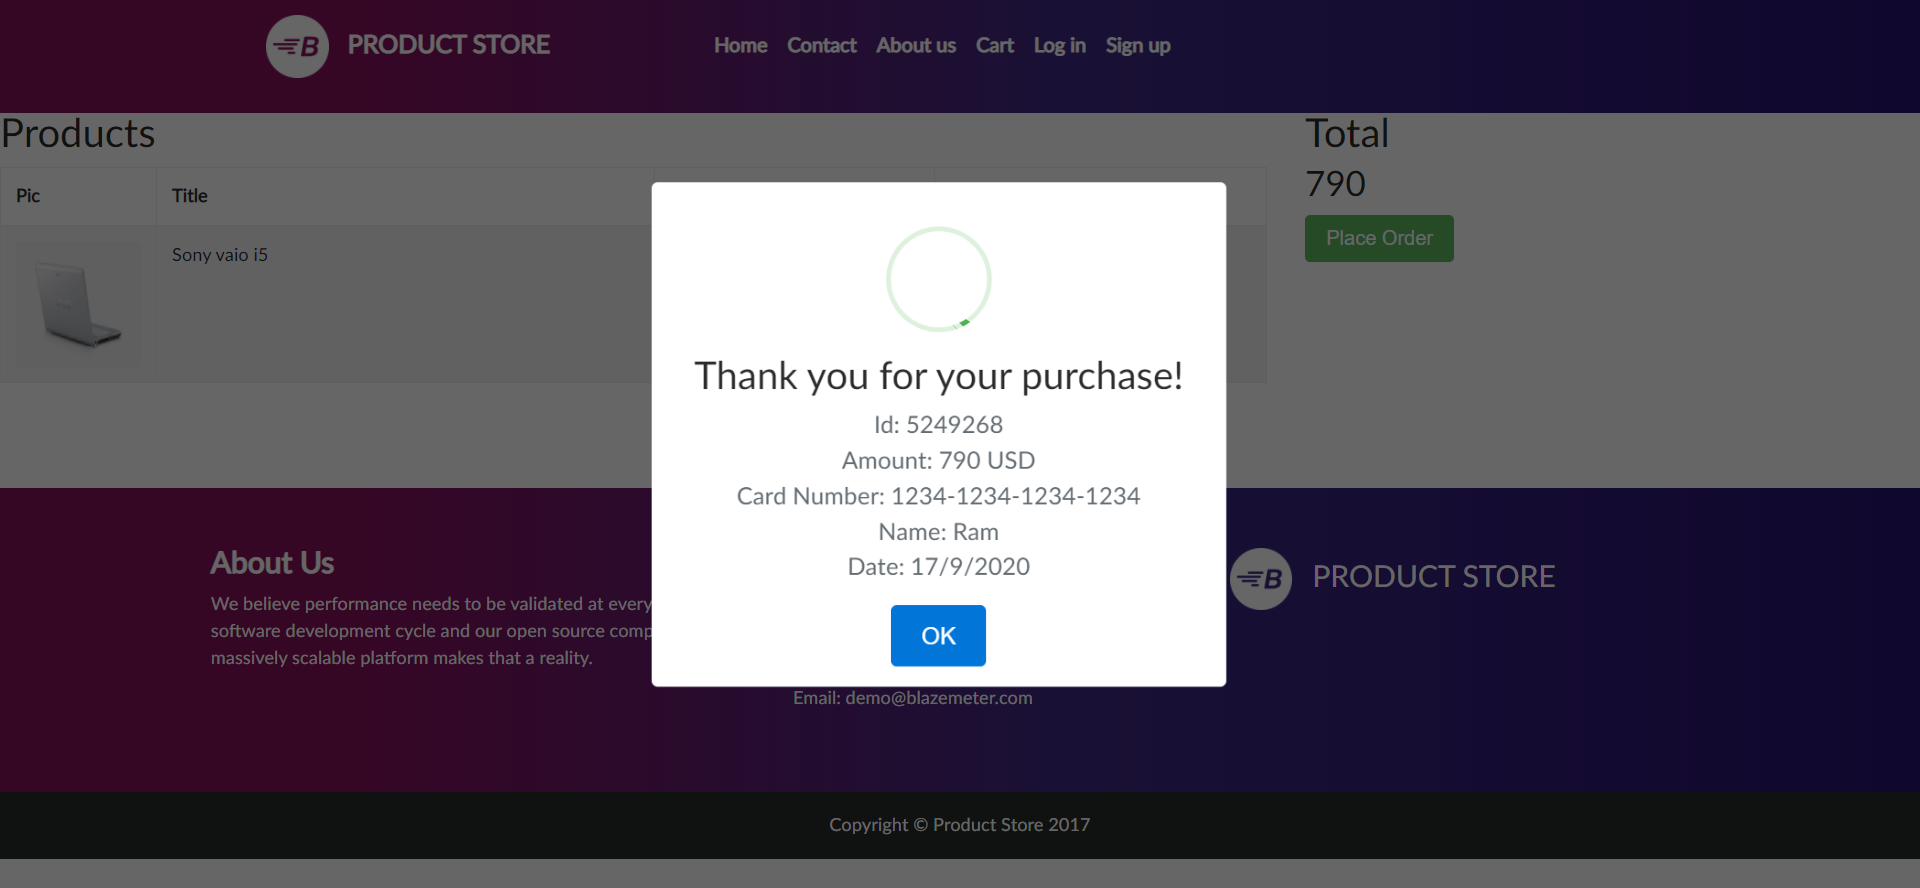 B PRODUCT STORE
Home Contact About us Cart Log in Sign up
Products
Pic Title
Sony vaio i5
Total
790
Place Order
Thank you for your purchase!
Id: 5249268
Amount: 790 USD
Card Number: 1234-1234-1234-1234
Name: Ram
Date: 17/9/2020
OK
About Us
We believe performance needs to be validated at every
software development cycle and our open source comp
massively scalable platform makes that a reality.
Email: demo@blazemeter.com
B PRODUCT STORE
Copyright © Product Store 2017